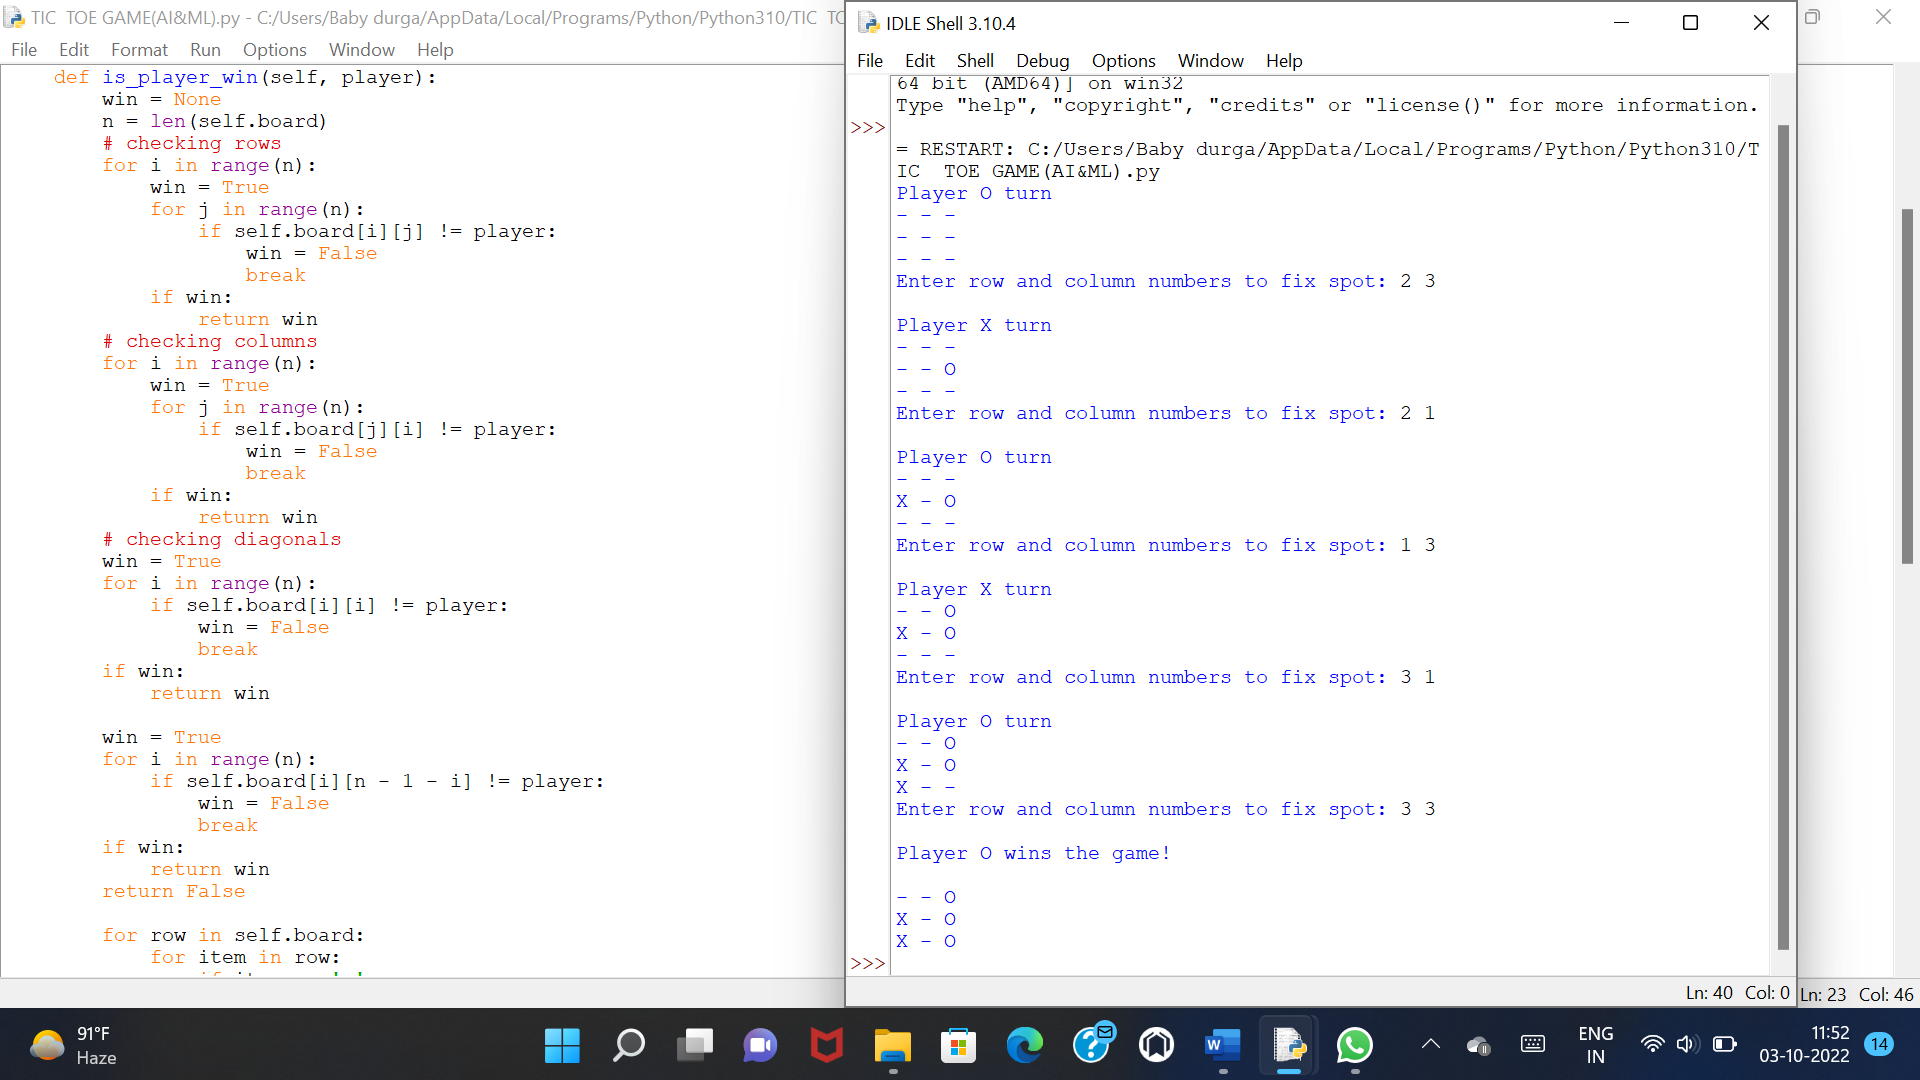 TIC  TOE GAME(AI&ML).py - C:/Users/Baby durga/AppData/Local/Programs/Python/Python310/TIC  TO
File Edit Format Run Options Window Help
    def is_player_win(self, player):
        win = None
        n = len(self.board)
        # checking rows
        for i in range(n):
            win = True
            for j in range(n):
                if self.board[i][j] != player:
                    win = False
                    break
            if win:
                return win
        # checking columns
        for i in range(n):
            win = True
            for j in range(n):
                if self.board[j][i] != player:
                    win = False
                    break
            if win:
                return win
        # checking diagonals
        win = True
        for i in range(n):
            if self.board[i][i] != player:
                win = False
                break
        if win:
            return win
        win = True
        for i in range(n):
            if self.board[i][n - 1 - i] != player:
                win = False
                break
        if win:
            return win
        return False
        for row in self.board:
            for item in row:
Ln: 23 Col: 46
IDLE Shell 3.10.4
File Edit Shell Debug Options Window Help
64 bit (AMD64)] on win32
Type "help", "copyright", "credits" or "license()" for more information.
>>>
= RESTART: C:/Users/Baby durga/AppData/Local/Programs/Python/Python310/T
IC  TOE GAME(AI&ML).py
Player O turn
- - -
- - -
- - -
Enter row and column numbers to fix spot: 2 3
Player X turn
- - -
- - O
- - -
Enter row and column numbers to fix spot: 2 1
Player O turn
- - -
X - O
- - -
Enter row and column numbers to fix spot: 1 3
Player X turn
- - O
X - O
- - -
Enter row and column numbers to fix spot: 3 1
Player O turn
- - O
X - O
X - -
Enter row and column numbers to fix spot: 3 3
Player O wins the game!
- - O
X - O
X - O
>>>
Ln: 40 Col: 0
91°F
Haze
W
ENG
IN
11:52
03-10-2022
14